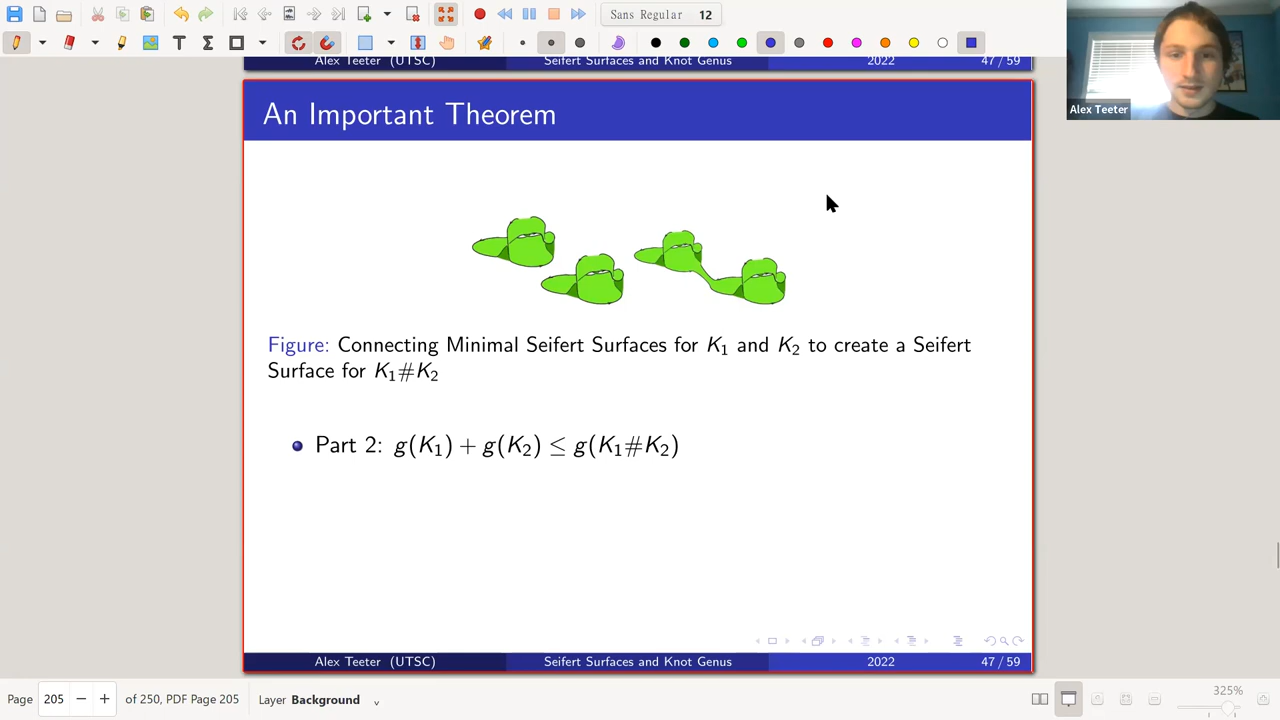 Sans Regular 12
Alex Teeter (UTSC) Seifert Surfaces and Knot Genus 2022 47 / 59
Alex Teeter
An Important Theorem
Figure: Connecting Minimal Seifert Surfaces for K₁ and K₂ to create a Seifert
Surface for K₁#K₂
Part 2: g(K₁) + g(K₂) ≤ g(K₁#K₂)
Alex Teeter (UTSC) Seifert Surfaces and Knot Genus 2022 47 / 59
Page 205 of 250, PDF Page 205 Layer Background 325%